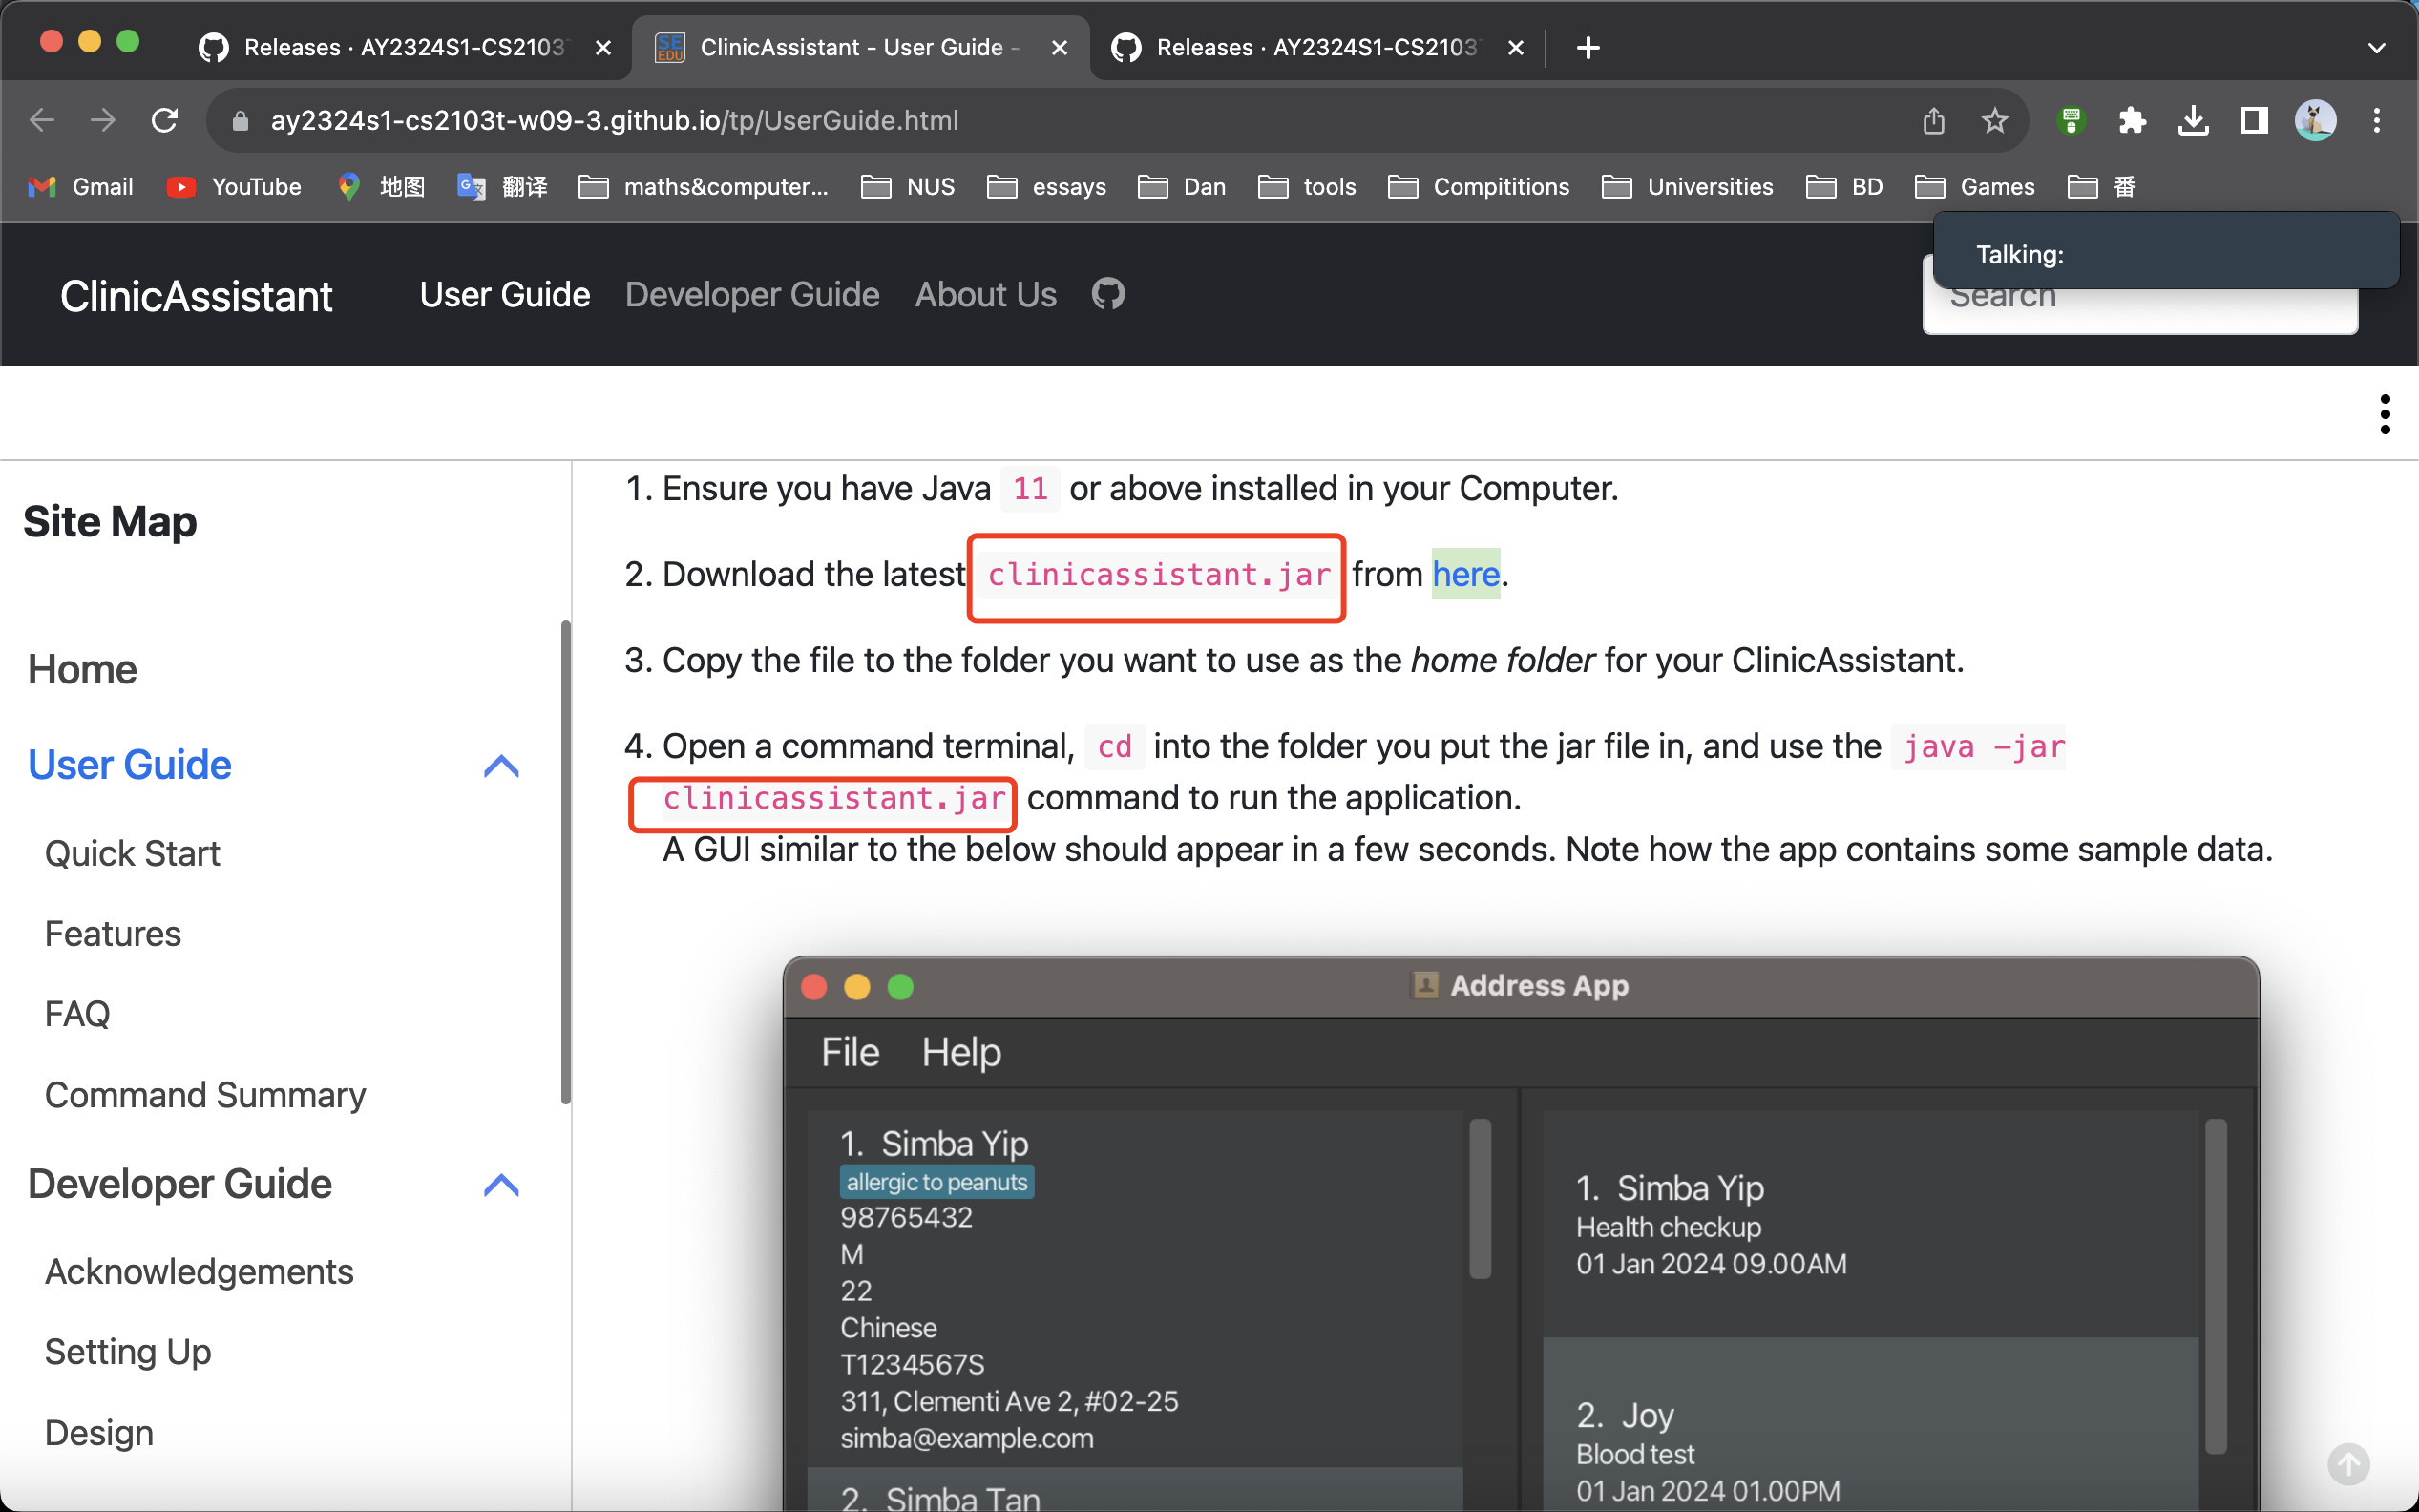 Releases · AY2324S1-CS2103
ClinicAssistant - User Guide -
Releases · AY2324S1-CS2103
ay2324s1-cs2103t-w09-3.github.io/tp/UserGuide.html
Gmail YouTube 地图 翻译 maths&computer... NUS essays Dan tools Compititions Universities BD Games 番
Talking:
ClinicAssistant User Guide Developer Guide About Us
Search
Site Map
Home
User Guide
Quick Start
Features
FAQ
Command Summary
Developer Guide
Acknowledgements
Setting Up
Design
1. Ensure you have Java 11 or above installed in your Computer.
2. Download the latest clinicassistant.jar from here.
3. Copy the file to the folder you want to use as the home folder for your ClinicAssistant.
4. Open a command terminal, cd into the folder you put the jar file in, and use the java -jar
clinicassistant.jar command to run the application.
A GUI similar to the below should appear in a few seconds. Note how the app contains some sample data.
Address App
File Help
1. Simba Yip
allergic to peanuts
98765432
M
22
Chinese
T1234567S
311, Clementi Ave 2, #02-25
simba@example.com
2. Simba Tan
1. Simba Yip
Health checkup
01 Jan 2024 09.00AM
2. Joy
Blood test
01 Jan 2024 01.00PM